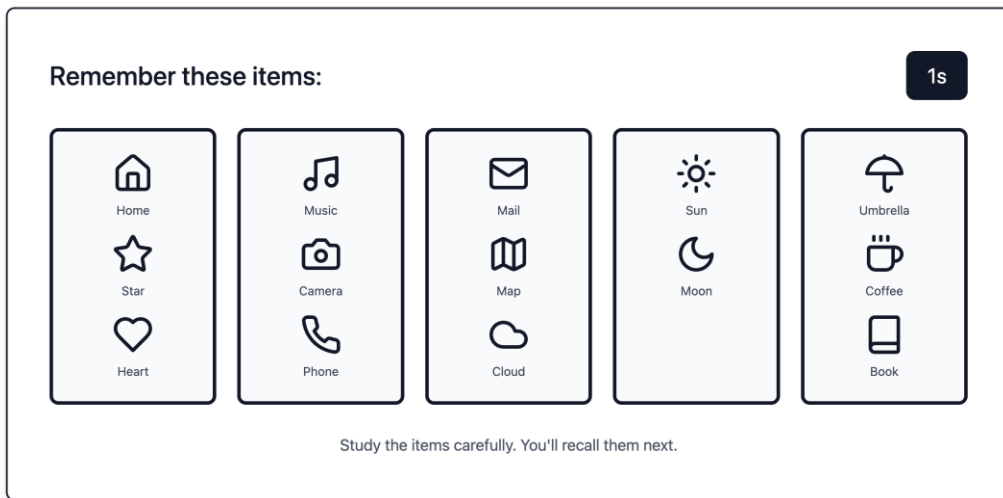 Remember these items:
1s
Home
Star
Heart
Music
Camera
Phone
Mail
Map
Cloud
Sun
Moon
Umbrella
Coffee
Book
Study the items carefully. You'll recall them next.